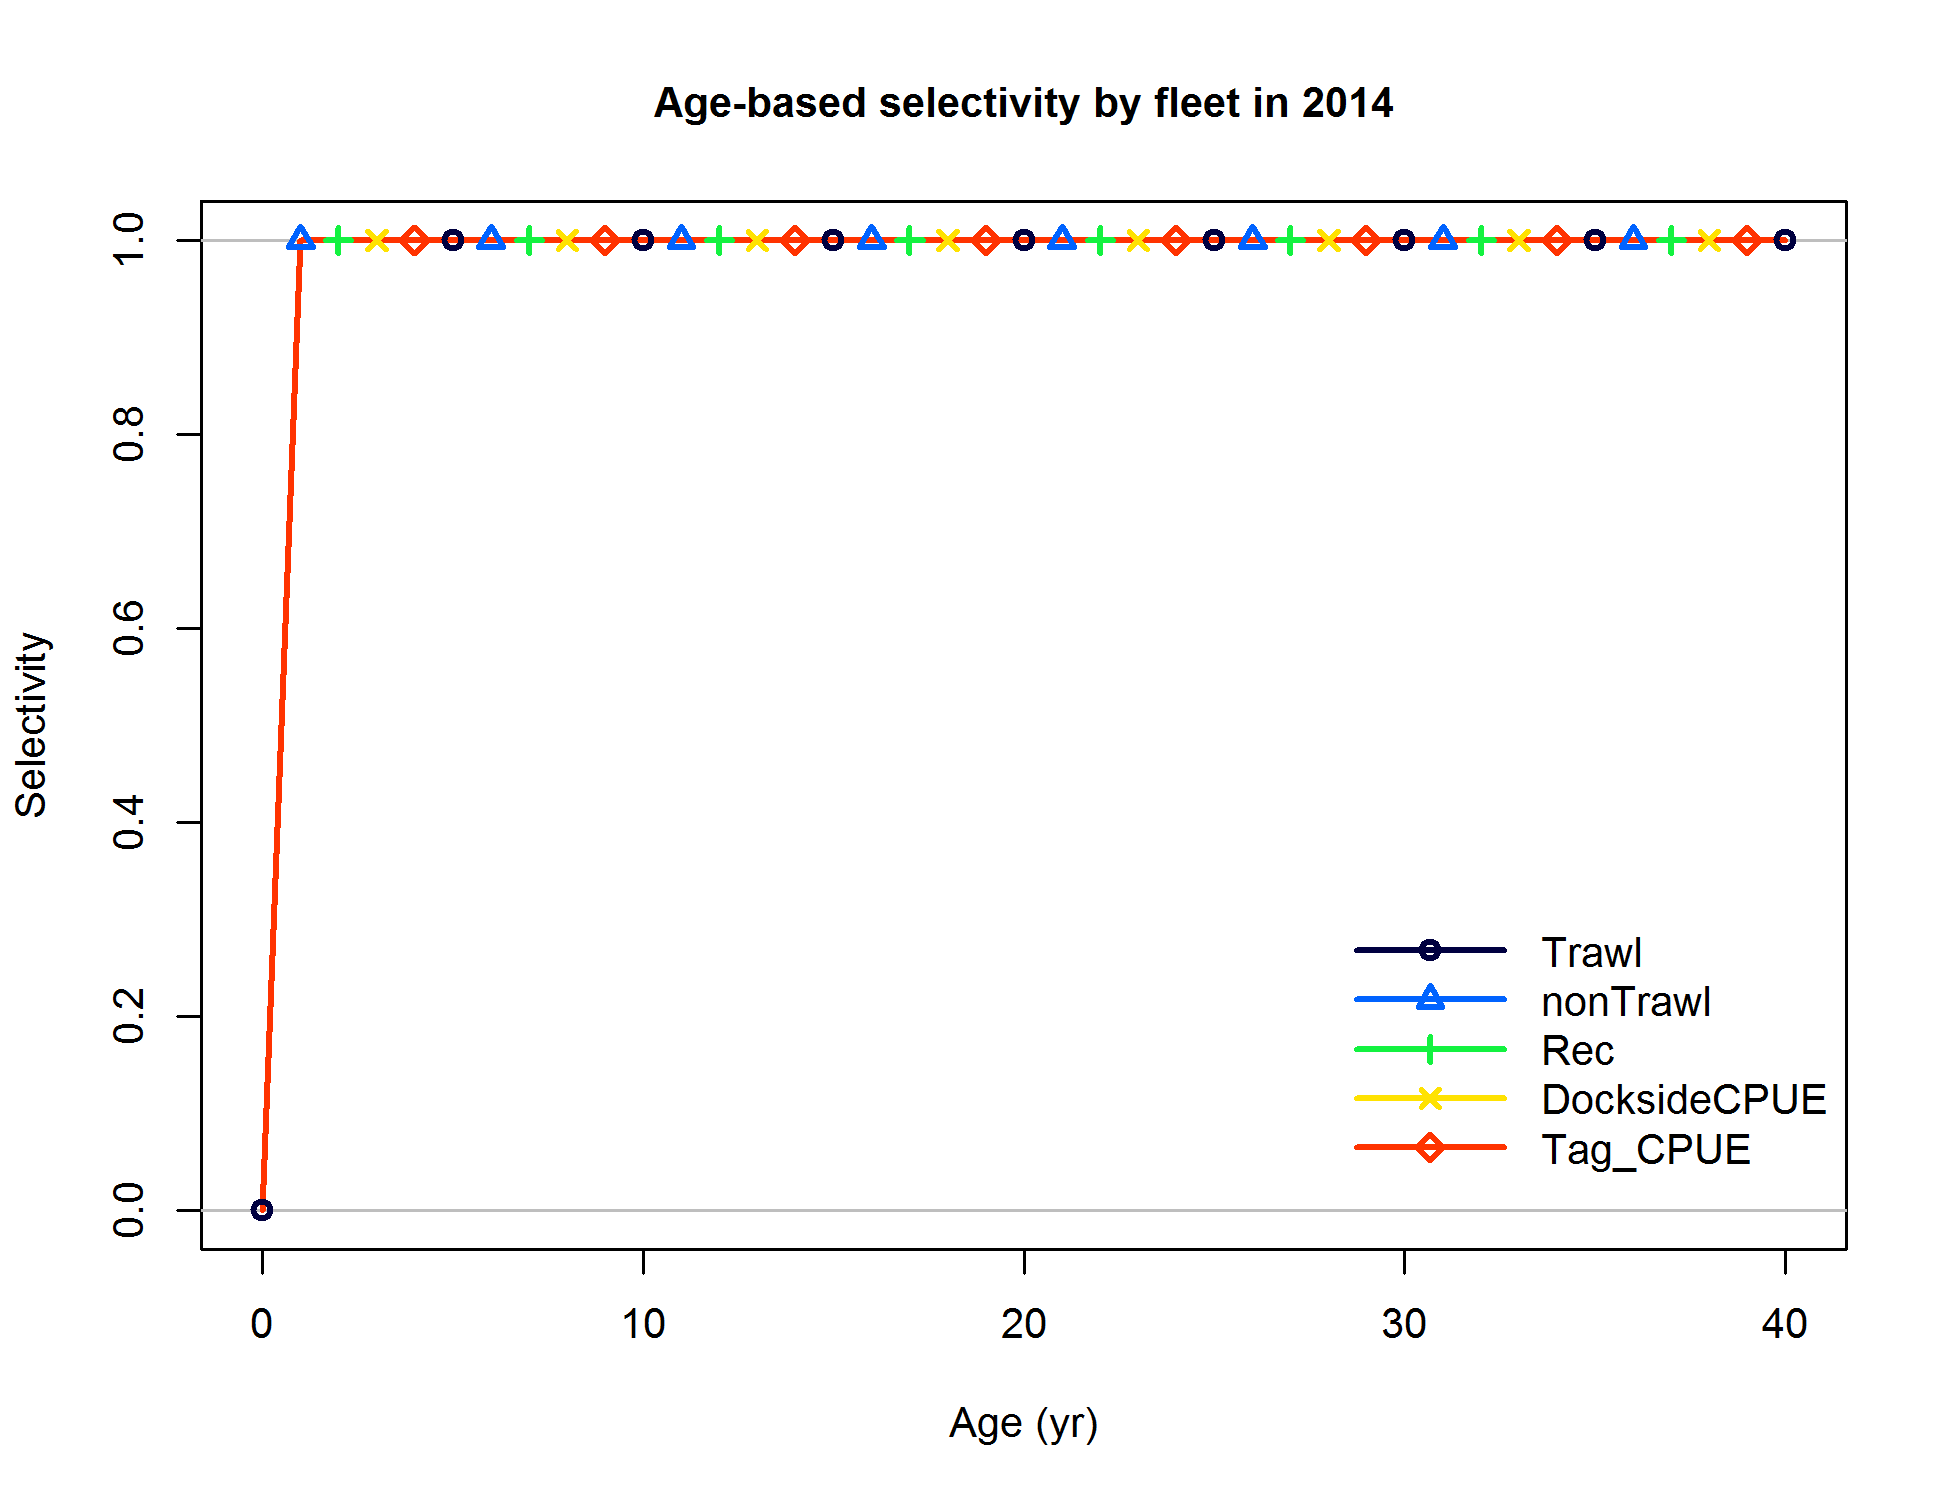 Age-based selectivity by fleet in 2014
1.0
0.8
0.6
0.4
0.2
0.0
Selectivity
Trawl
nonTrawl
Rec
DocksideCPUE
Tag_CPUE
0 10 20 30 40
Age (yr)